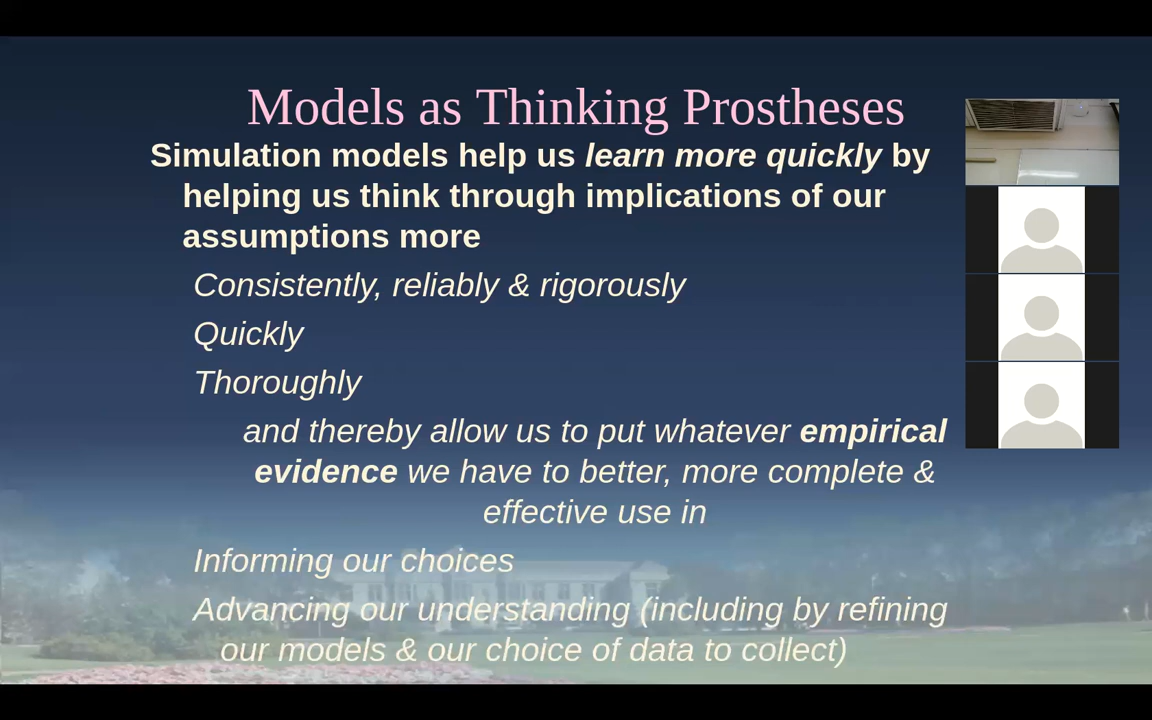 Models as Thinking Prostheses
Simulation models help us learn more quickly by
helping us think through implications of our
assumptions more
Consistently, reliably & rigorously
Quickly
Thoroughly
and thereby allow us to put whatever empirical
evidence we have to better, more complete &
effective use in
Informing our choices
Advancing our understanding (including by refining
our models & our choice of data to collect)